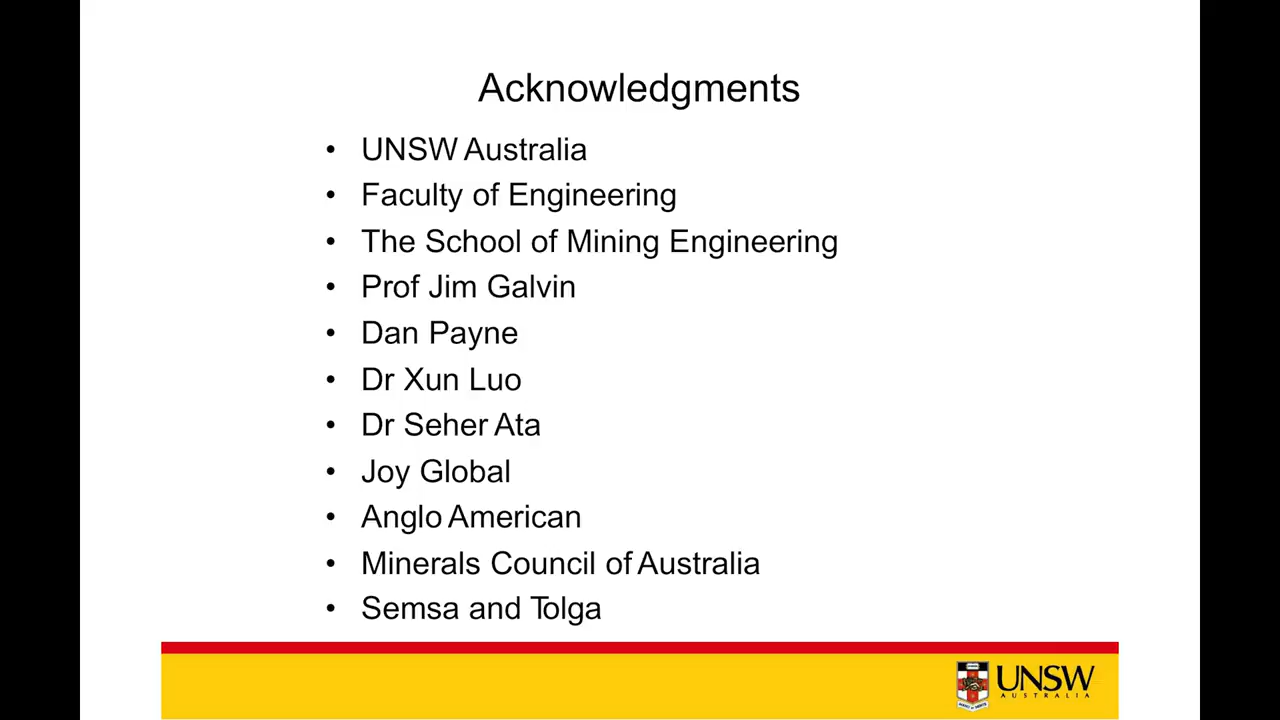 Acknowledgments
• UNSW Australia
• Faculty of Engineering
• The School of Mining Engineering
• Prof Jim Galvin
• Dan Payne
• Dr Xun Luo
• Dr Seher Ata
• Joy Global
• Anglo American
• Minerals Council of Australia
• Semsa and Tolga
UNSW
AUSTRALIA